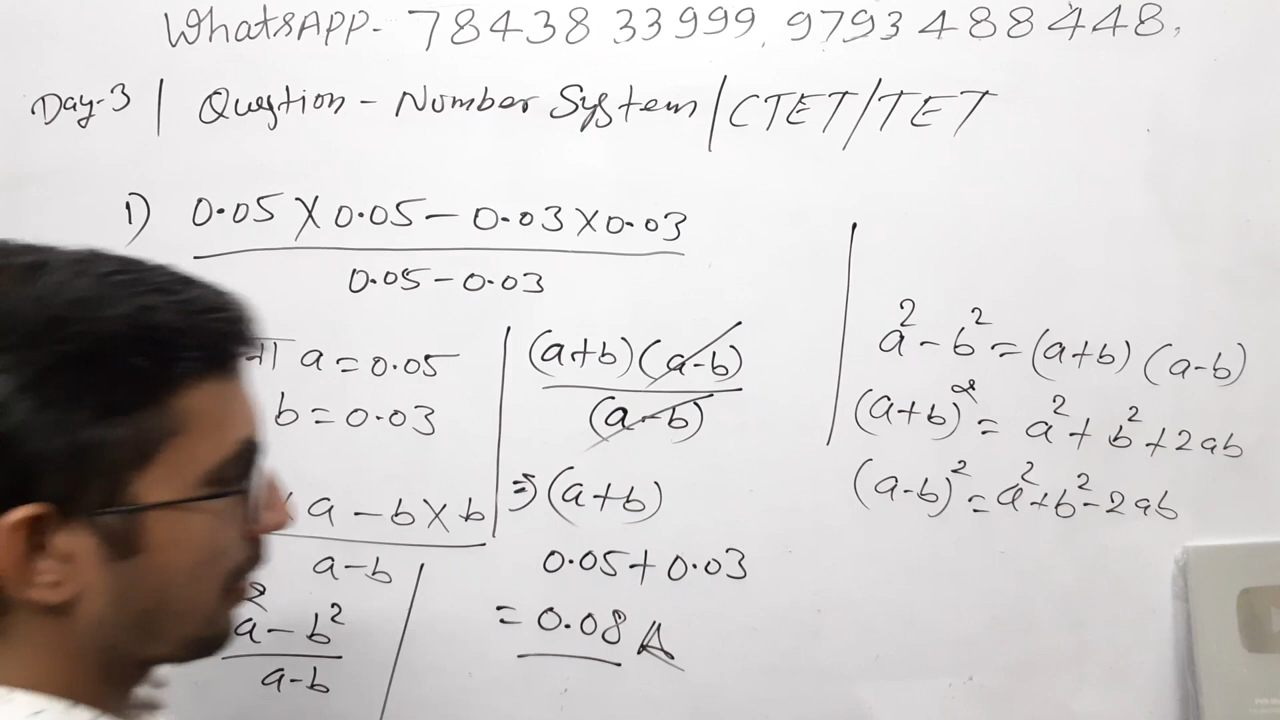 WhatsAPP- 78438 33999, 9793 488448,
Day-3 | Question - Number System / CTET / TET
1) 0.05 X 0.05 - 0.03 X 0.03
0.05 - 0.03
a = 0.05
b = 0.03
a - b X b
a - b
a² - b²
a - b
(a+b) (a-b)
(a-b)
⇒ (a+b)
0.05 + 0.03
= 0.08 A
a² - b² = (a+b) (a-b)
(a+b)² = a² + b² + 2ab
(a-b)² = a² + b² - 2ab